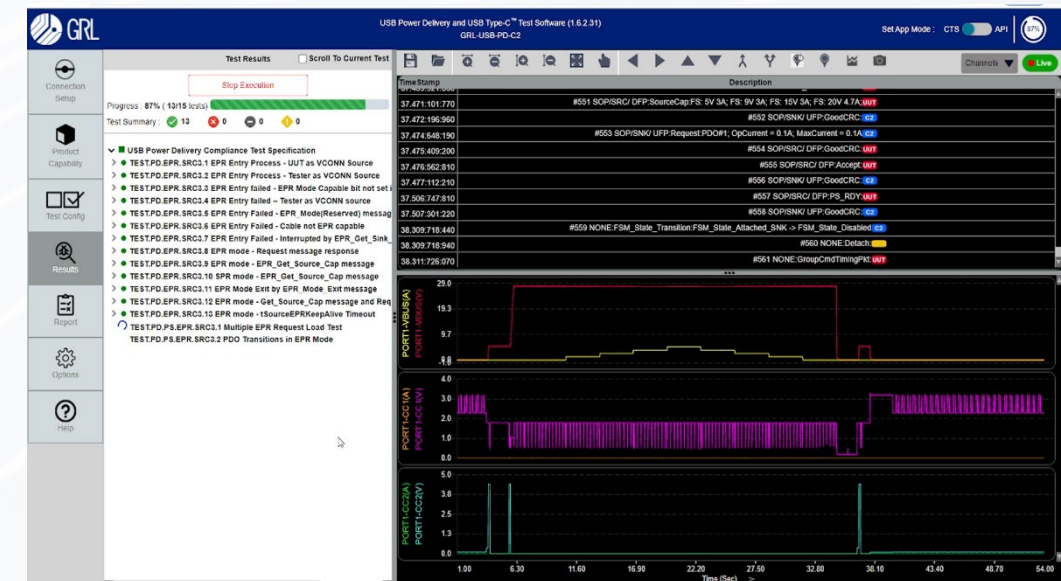 GRL
USB Power Delivery and USB Type-C™ Test Software (1.6.2.31)
GRL-USB-PD-C2
Set App Mode : CTS API
87%
Connection Setup
Product Capability
Test Config
Results
Report
Options
Help
Test Results
Scroll To Current Test
Stop Execution
Progress : 87% ( 13/15 tests)
Test Summary : 13 0 0 0
USB Power Delivery Compliance Test Specification
TEST.PD.EPR.SRC3.1 EPR Entry Process - UUT as VCONN Source
TEST.PD.EPR.SRC3.2 EPR Entry Process - Tester as VCONN Source
TEST.PD.EPR.SRC3.3 EPR Entry failed - EPR Mode Capable bit not set i
TEST.PD.EPR.SRC3.4 EPR Entry failed – Tester as VCONN source
TEST.PD.EPR.SRC3.5 EPR Entry Failed - EPR_Mode(Reserved) messag
TEST.PD.EPR.SRC3.6 EPR Entry Failed - Cable not EPR capable
TEST.PD.EPR.SRC3.7 EPR Entry Failed - Interrupted by EPR_Get_Sink_
TEST.PD.EPR.SRC3.8 EPR mode - Request message response
TEST.PD.EPR.SRC3.9 EPR mode - EPR_Get_Source_Cap message
TEST.PD.EPR.SRC3.10 SPR mode - EPR_Get_Source_Cap message
TEST.PD.EPR.SRC3.11 EPR Mode Exit by EPR_Mode_Exit message
TEST.PD.EPR.SRC3.12 EPR mode - Get_Source_Cap message and Req
TEST.PD.EPR.SRC3.13 EPR mode - tSourceEPRKeepAlive Timeout
TEST.PD.PS.EPR.SRC3.1 Multiple EPR Request Load Test
TEST.PD.PS.EPR.SRC3.2 PDO Transitions in EPR Mode
Channels
Live
TimeStamp Description
37.471:101:770 #551 SOP/SRC/ DFP:SourceCap:FS: 5V 3A; FS: 9V 3A; FS: 15V 3A; FS: 20V 4.7A;UUT
37.472:196:960 #552 SOP/SNK/ UFP:GoodCRC:C2
37.474:648:190 #553 SOP/SNK/ UFP:Request:PDO#1; OpCurrent = 0.1A; MaxCurrent = 0.1A C2
37.475:409:200 #554 SOP/SRC/ DFP:GoodCRC:UUT
37.476:562:810 #555 SOP/SRC/ DFP:Accept:UUT
37.477:112:210 #556 SOP/SNK/ UFP:GoodCRC:C2
37.506:747:810 #557 SOP/SRC/ DFP:PS_RDY:UUT
37.507:301:220 #558 SOP/SNK/ UFP:GoodCRC:C2
38.309:718:440 #559 NONE:FSM_State_Transition:FSM_State_Attached_SNK -> FSM_State_Disabled C2
38.309:718:940 #560 NONE:Detach:
38.311:726:070 #561 NONE:GroupCmdTimingPkt:UUT
PORT1-VBUS(A)
PORT1-VBUS(V)
29.0
19.3
9.7
PORT1-CC1(A)
PORT1-CC1(V)
4.0
3.0
2.0
1.0
0.0
PORT1-CC2(A)
PORT1-CC2(V)
5.0
3.8
2.5
1.3
0.0
1.00 6.30 11.60 16.90 22.20 27.50 32.80 38.10 43.40 48.70 54.00
Time (Sec) >